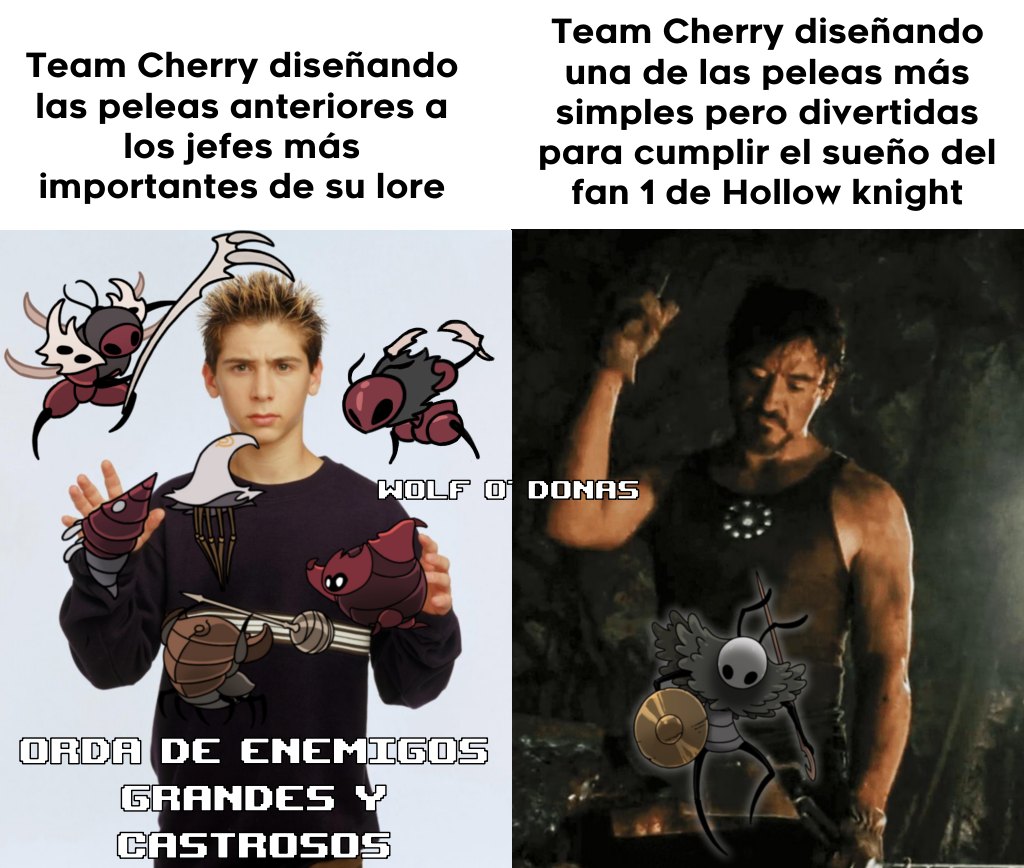 Team Cherry diseñando
las peleas anteriores a
los jefes más
importantes de su lore
Team Cherry diseñando
una de las peleas más
simples pero divertidas
para cumplir el sueño del
fan 1 de Hollow knight
WOLF O' DONAS
ORDA DE ENEMIGOS
GRANDES Y
CASTROSOS